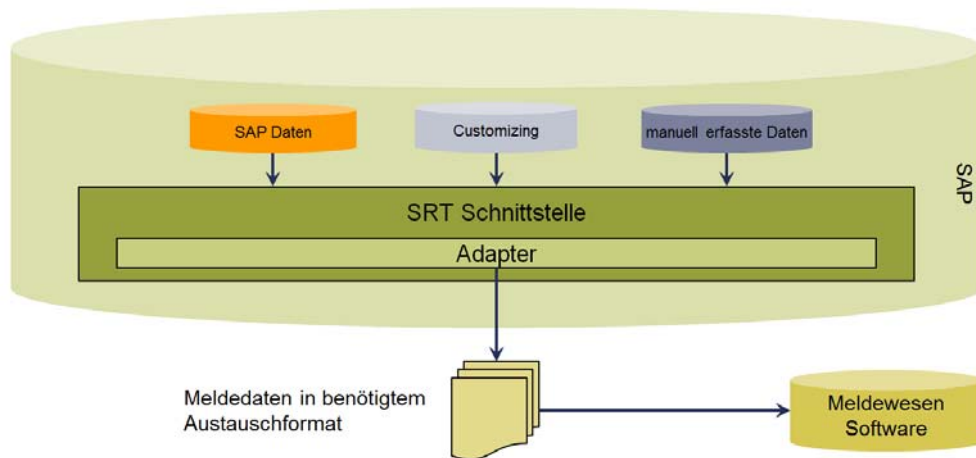 SAP Daten
Customizing
manuell erfasste Daten
SAP
SRT Schnittstelle
Adapter
Meldedaten in benötigtem
Austauschformat
Meldewesen
Software